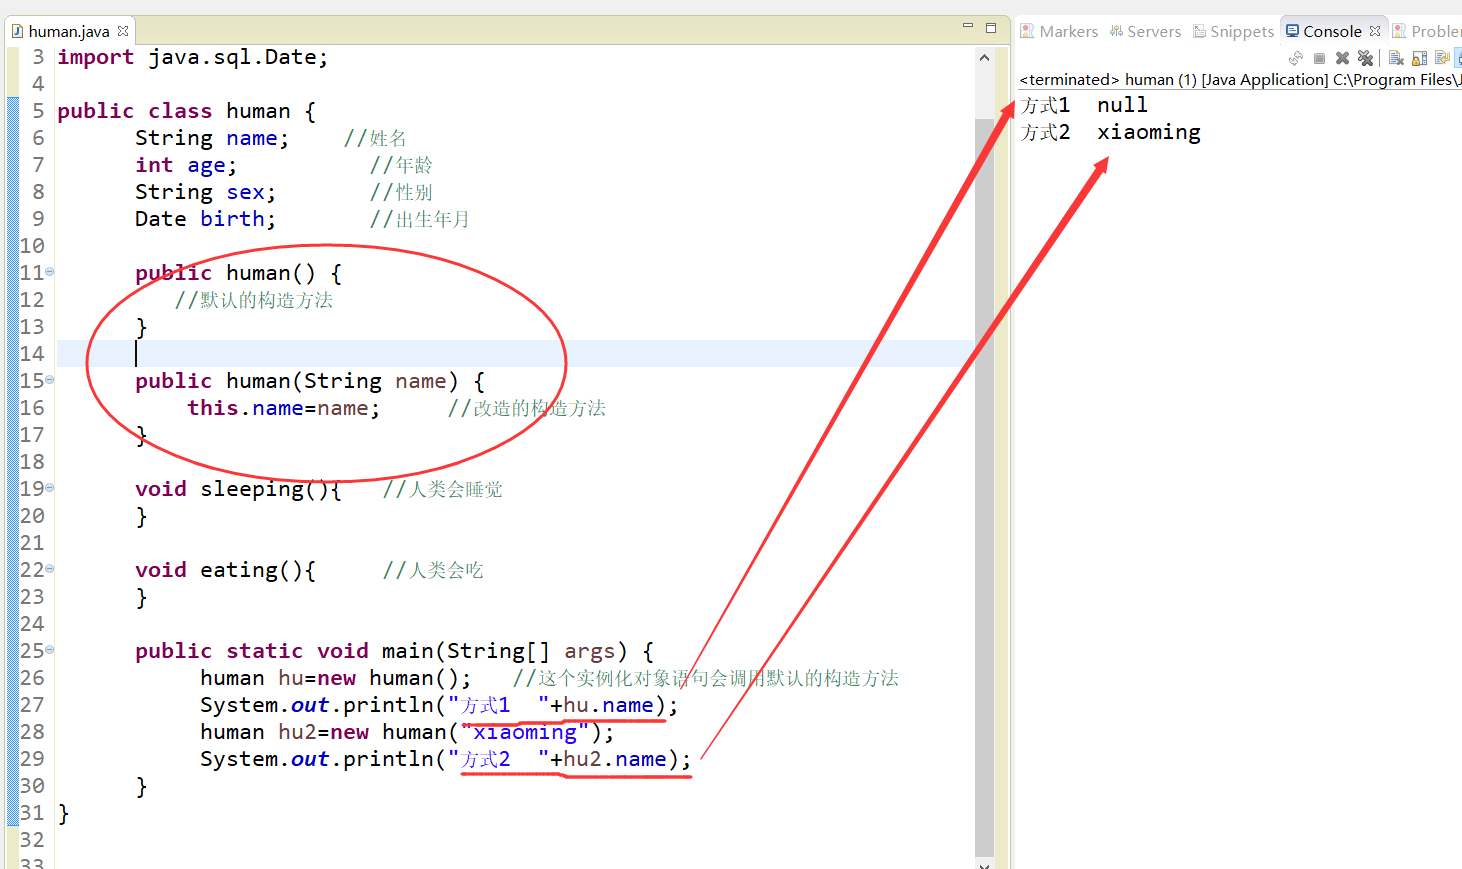 human.java
3 import java.sql.Date;
4
5 public class human {
6 String name; //姓名
7 int age; //年龄
8 String sex; //性别
9 Date birth; //出生年月
10
11 public human() {
12 //默认的构造方法
13 }
14
15 public human(String name) {
16 this.name=name; //改造的构造方法
17 }
18
19 void sleeping(){ //人类会睡觉
20 }
21
22 void eating(){ //人类会吃
23 }
24
25 public static void main(String[] args) {
26 human hu=new human(); //这个实例化对象语句会调用默认的构造方法
27 System.out.println("方式1  "+hu.name);
28 human hu2=new human("xiaoming");
29 System.out.println("方式2  "+hu2.name);
30 }
31 }
32
33
Markers Servers Snippets Console Problem
<terminated> human (1) [Java Application] C:\Program Files\J
方式1  null
方式2  xiaoming